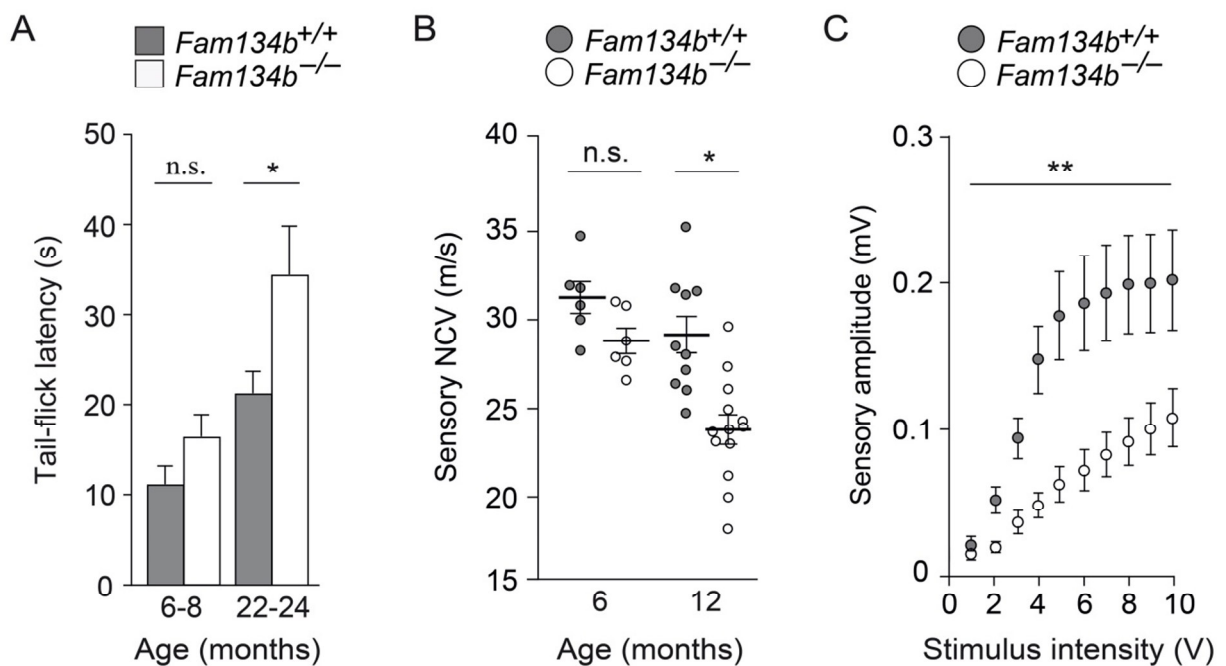 A
Fam134b+/+
Fam134b−/−
50
40
30
20
10
0
n.s.
*
6-8
22-24
Tail-flick latency (s)
Age (months)
B
Fam134b+/+
Fam134b−/−
40
35
30
25
20
15
n.s.
*
6
12
Sensory NCV (m/s)
Age (months)
C
Fam134b+/+
Fam134b−/−
0.3
0.2
0.1
0
**
0
2
4
6
8
10
Sensory amplitude (mV)
Stimulus intensity (V)